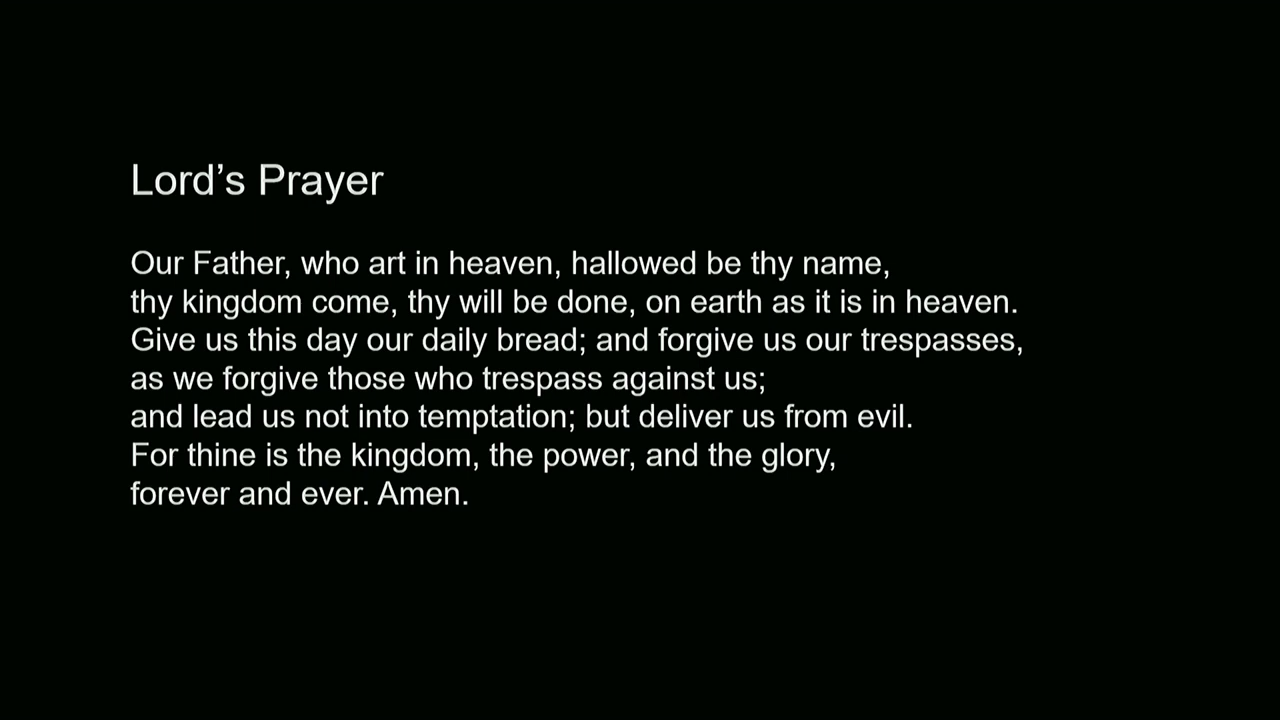 Lord’s Prayer
Our Father, who art in heaven, hallowed be thy name,
thy kingdom come, thy will be done, on earth as it is in heaven.
Give us this day our daily bread; and forgive us our trespasses,
as we forgive those who trespass against us;
and lead us not into temptation; but deliver us from evil.
For thine is the kingdom, the power, and the glory,
forever and ever. Amen.